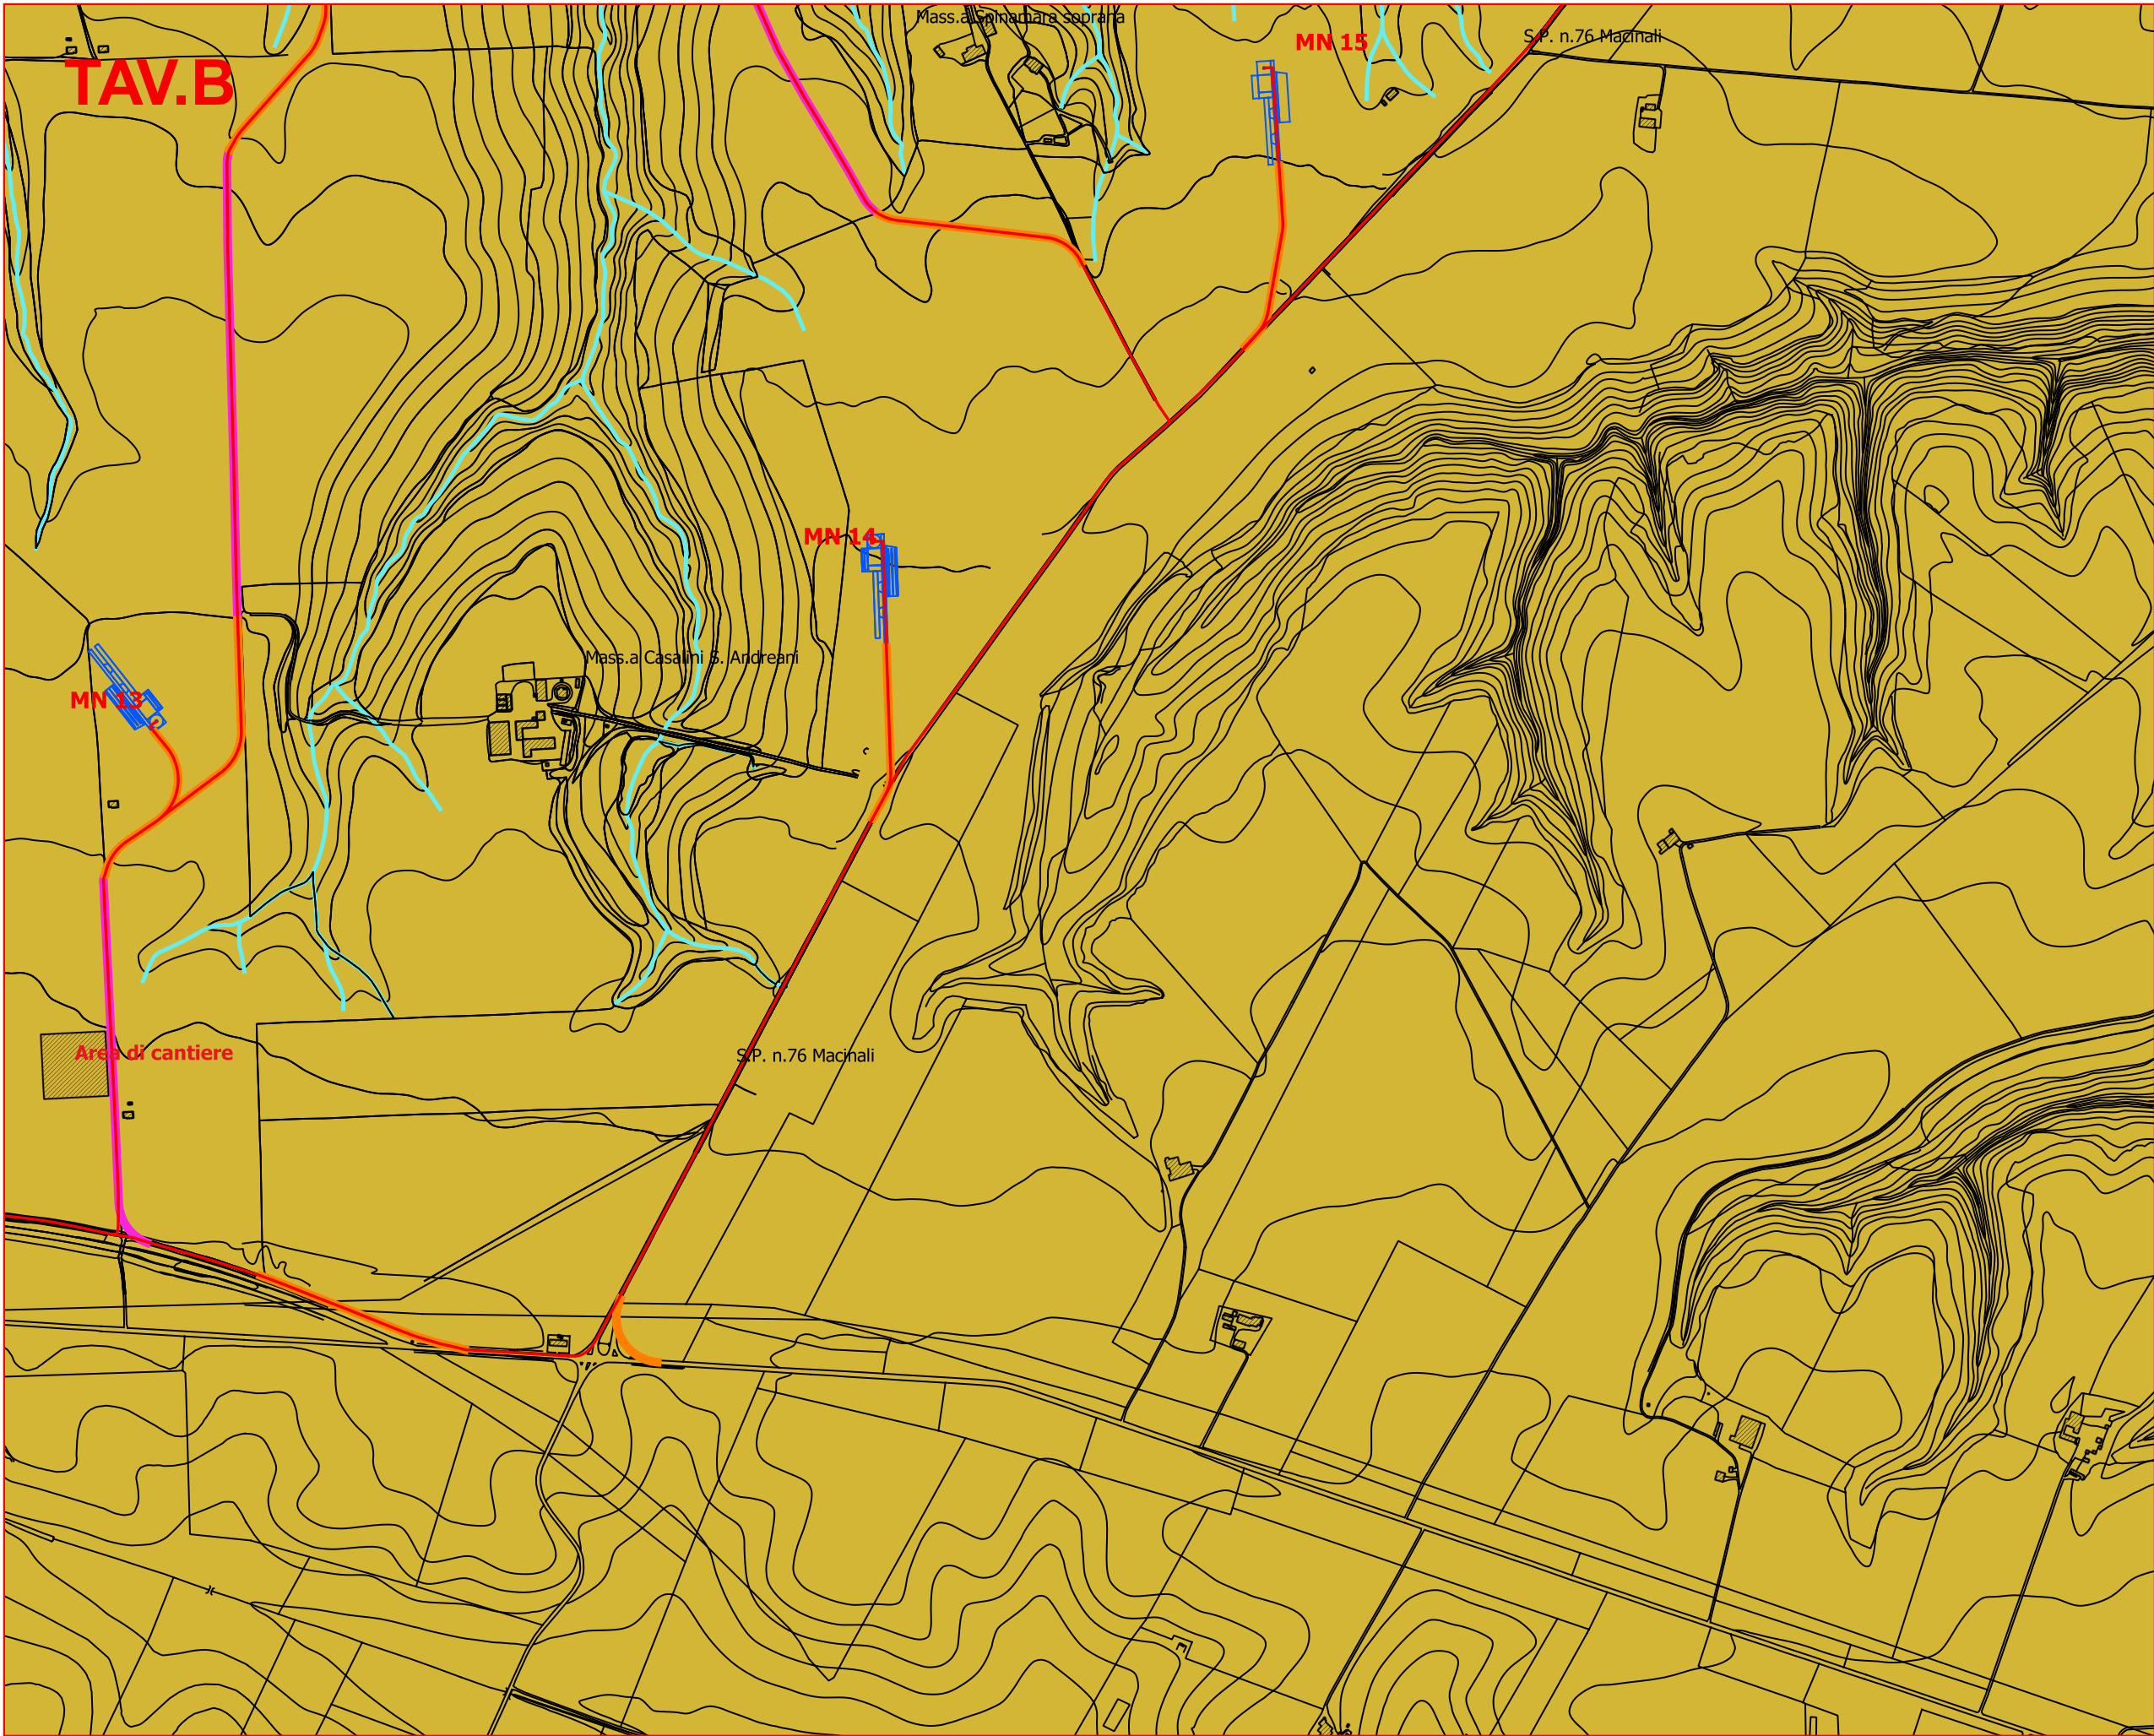 Mass.a Spinamara soprana
S.P. n.76 Macinali
MN 15
TAV.B
MN 14
Mass.a Casalini S. Andreani
MN 13
Area di cantiere
S.P. n.76 Macinali